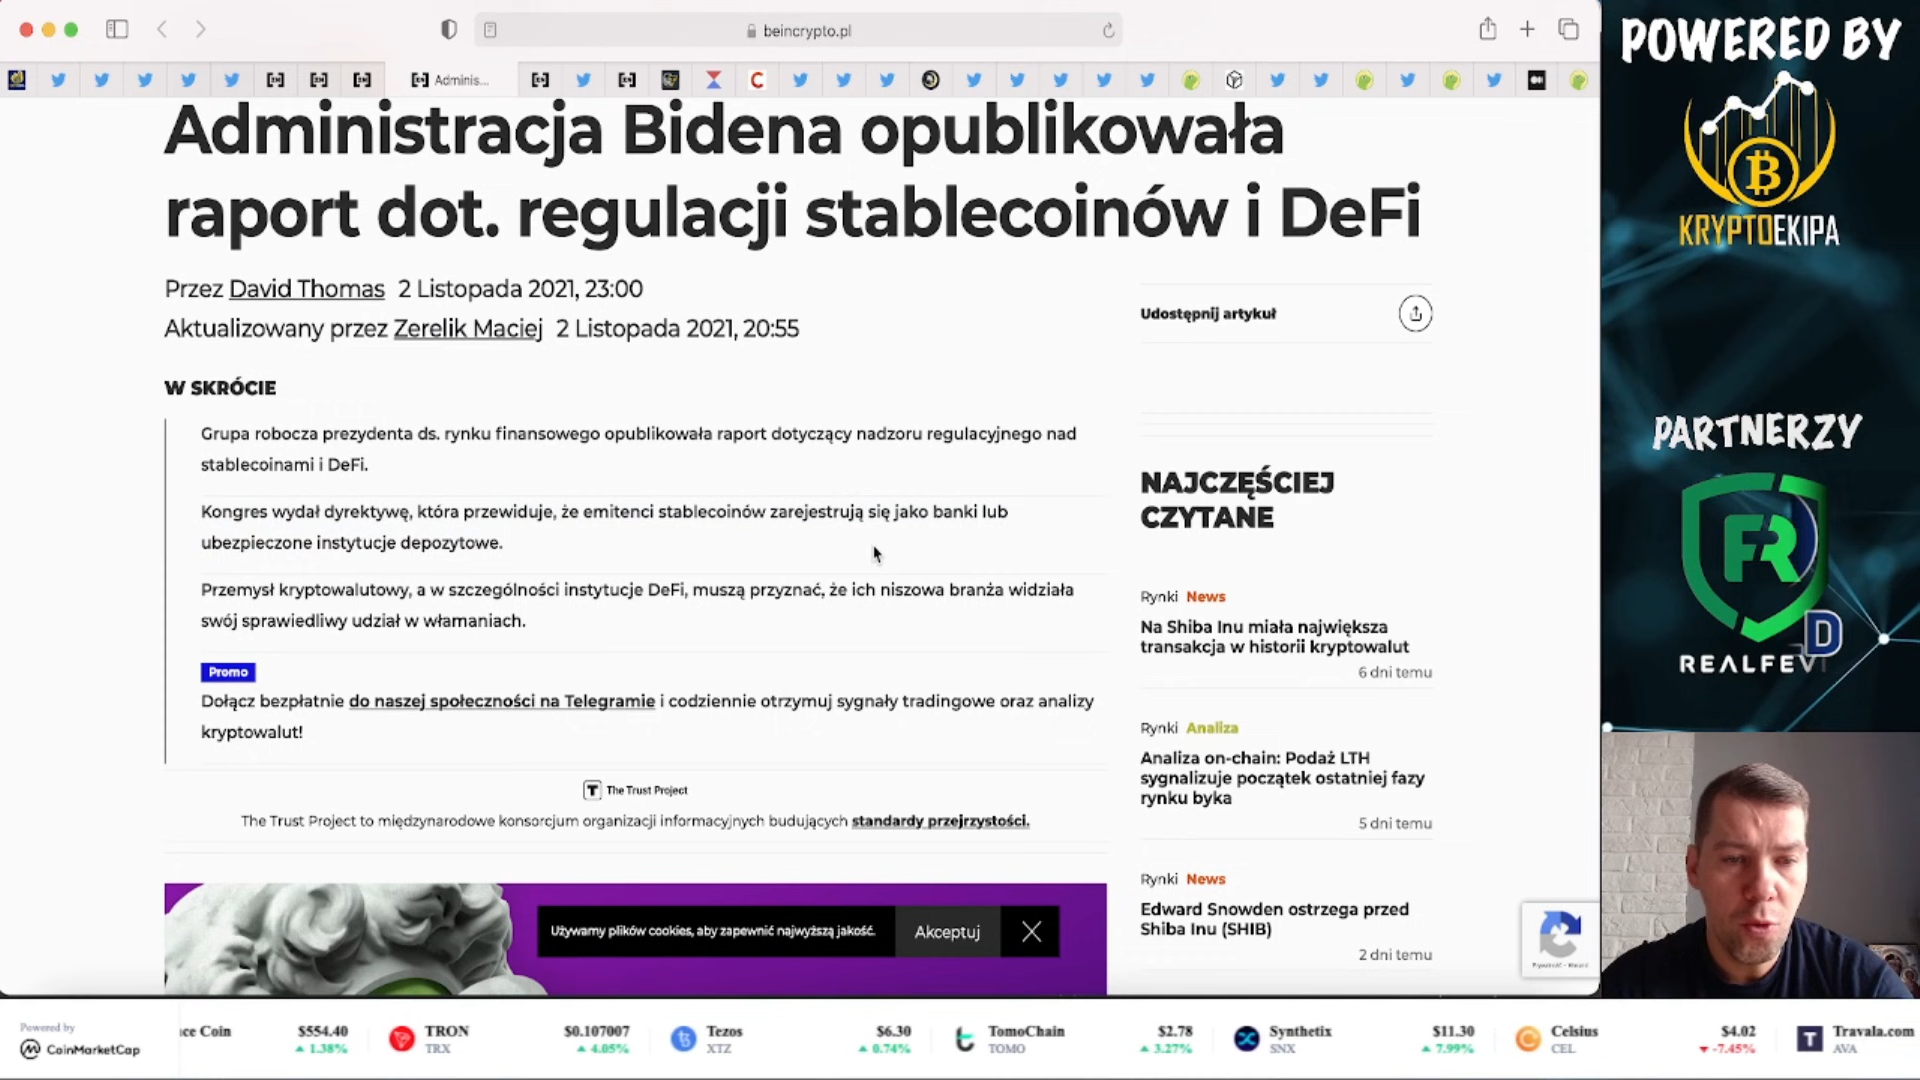 beincrypto.pl
Adminis...
Administracja Bidena opublikowała
raport dot. regulacji stablecoinów i DeFi
Przez David Thomas 2 Listopada 2021, 23:00
Aktualizowany przez Zerelik Maciej 2 Listopada 2021, 20:55
W SKRÓCIE
Grupa robocza prezydenta ds. rynku finansowego opublikowała raport dotyczący nadzoru regulacyjnego nad
stablecoinami i DeFi.
Kongres wydał dyrektywę, która przewiduje, że emitenci stablecoinów zarejestrują się jako banki lub
ubezpieczone instytucje depozytowe.
Przemysł kryptowalutowy, a w szczególności instytucje DeFi, muszą przyznać, że ich niszowa branża widziała
swój sprawiedliwy udział w włamaniach.
Promo
Dołącz bezpłatnie do naszej społeczności na Telegramie i codziennie otrzymuj sygnały tradingowe oraz analizy
kryptowalut!
The Trust Project
The Trust Project to międzynarodowe konsorcjum organizacji informacyjnych budujących standardy przejrzystości.
Używamy plików cookies, aby zapewnić najwyższą jakość.
Akceptuj
Udostępnij artykuł
NAJCZĘŚCIEJ
CZYTANE
Rynki News
Na Shiba Inu miała największa
transakcja w historii kryptowalut
6 dni temu
Rynki Analiza
Analiza on-chain: Podaż LTH
sygnalizuje początek ostatniej fazy
rynku byka
5 dni temu
Rynki News
Edward Snowden ostrzega przed
Shiba Inu (SHIB)
2 dni temu
POWERED BY
KRYPTOEKIPA
PARTNERZY
FR
D
REALFEV
Powered by
CoinMarketCap
ce Coin $554.40
1.38%
TRON $0.107007
TRX 4.05%
Tezos $6.30
XTZ 0.74%
TomoChain $2.78
TOMO 3.27%
Synthetix $11.30
SNX 7.99%
Celsius $4.02
CEL -7.45%
Travala.com
AVA